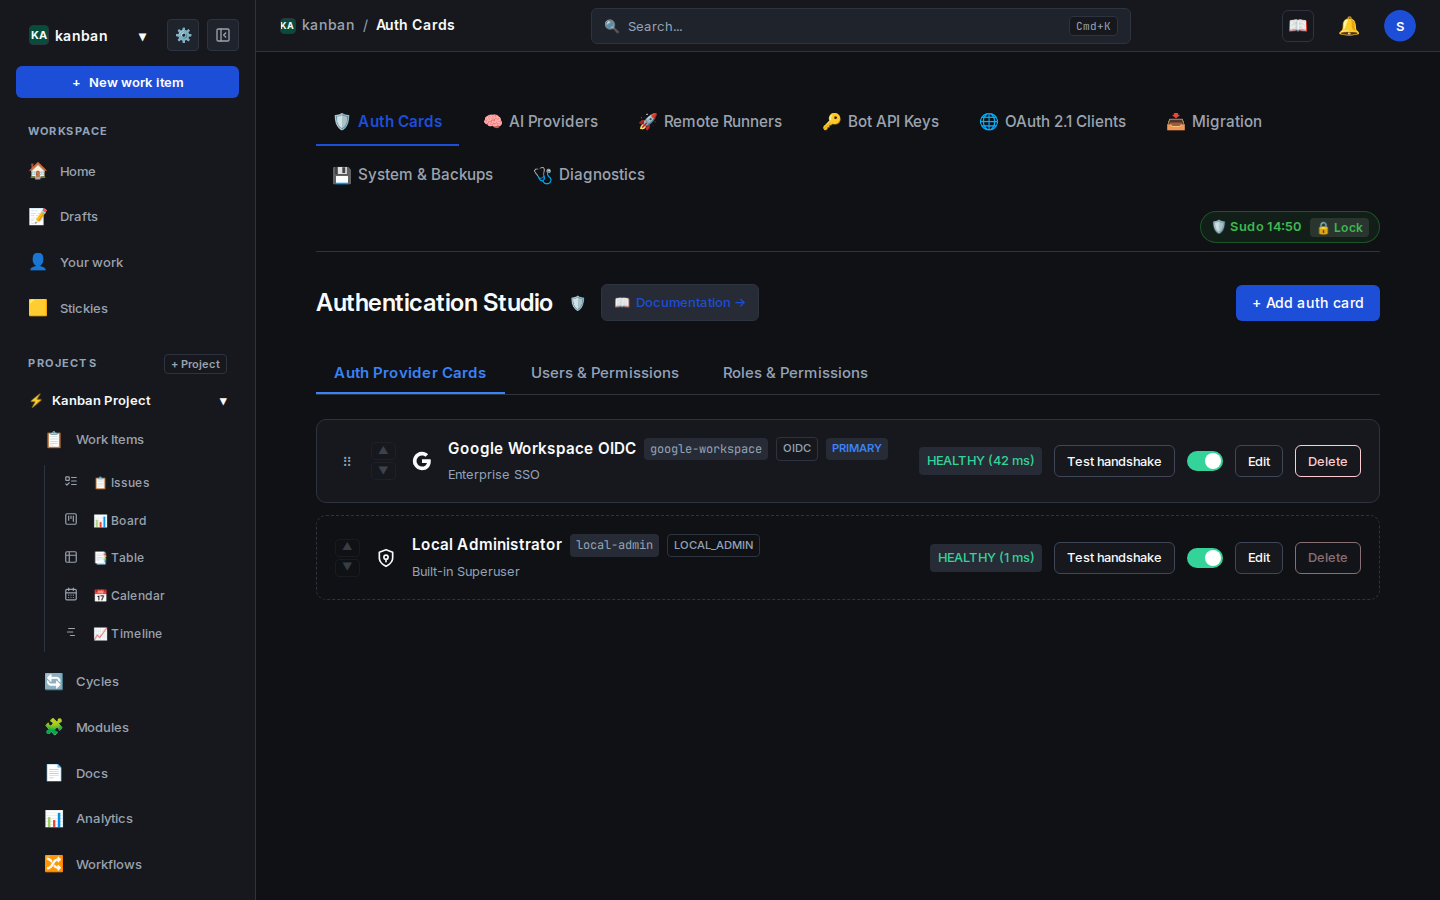 KA kanban ▾
+ New work item
WORKSPACE
Home
Drafts
Your work
Stickies
PROJECTS + Project
Kanban Project ▾
Work Items
Issues
Board
Table
Calendar
Timeline
Cycles
Modules
Docs
Analytics
Workflows
KA kanban / Auth Cards
Search... Cmd+K
S
Auth Cards AI Providers Remote Runners Bot API Keys OAuth 2.1 Clients Migration
System & Backups Diagnostics
Sudo 14:50 Lock
Authentication Studio Documentation → + Add auth card
Auth Provider Cards Users & Permissions Roles & Permissions
Google Workspace OIDC google-workspace OIDC PRIMARY HEALTHY (42 ms) Test handshake Edit Delete
Enterprise SSO
Local Administrator local-admin LOCAL_ADMIN HEALTHY (1 ms) Test handshake Edit Delete
Built-in Superuser